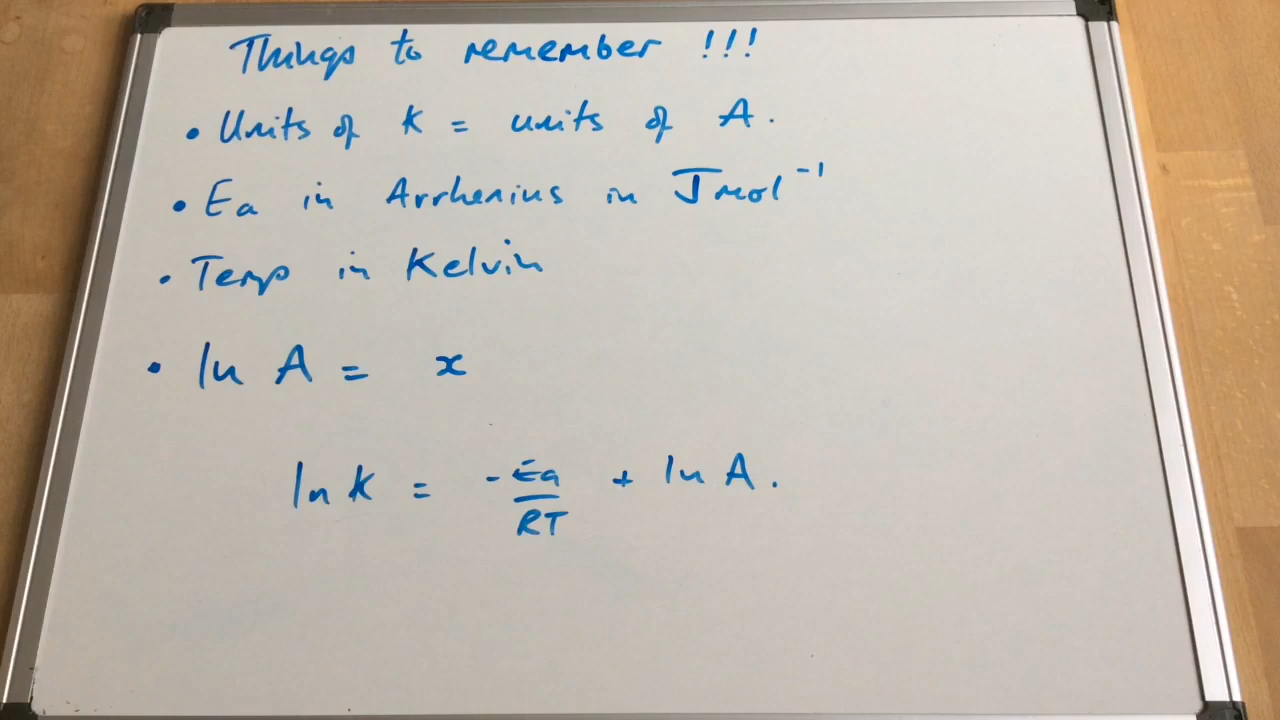 Things to remember !!!
• Units of k = units of A.
• Ea in Arrhenius in Jmol⁻¹
• Temp in Kelvin
• ln A = x
ln k = -Ea/RT + ln A.